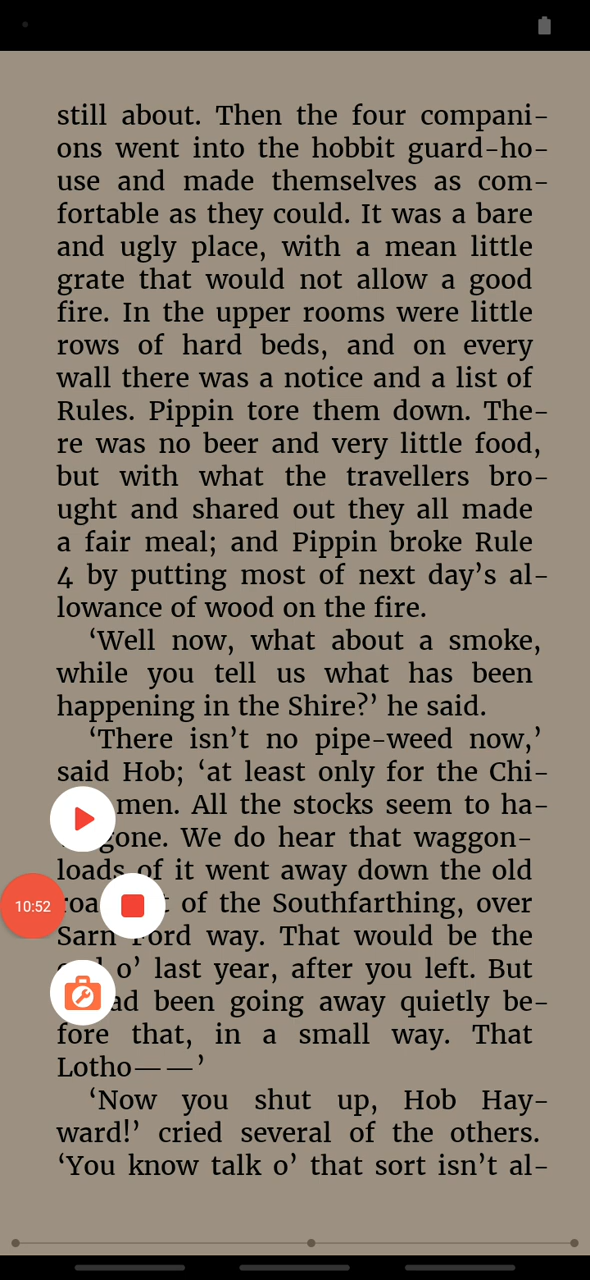 still about. Then the four compani-
ons went into the hobbit guard-ho-
use and made themselves as com-
fortable as they could. It was a bare
and ugly place, with a mean little
grate that would not allow a good
fire. In the upper rooms were little
rows of hard beds, and on every
wall there was a notice and a list of
Rules. Pippin tore them down. The-
re was no beer and very little food,
but with what the travellers bro-
ught and shared out they all made
a fair meal; and Pippin broke Rule
4 by putting most of next day's al-
lowance of wood on the fire.
‘Well now, what about a smoke,
while you tell us what has been
happening in the Shire?’ he said.
‘There isn’t no pipe-weed now,’
said Hob; ‘at least only for the Chi-
men. All the stocks seem to ha-
gone. We do hear that waggon-
loads of it went away down the old
of the Southfarthing, over
10:52
Sarn Ford way. That would be the
o’ last year, after you left. But
been going away quietly be-
fore that, in a small way. That
Lotho— —’
‘Now you shut up, Hob Hay-
ward!’ cried several of the others.
‘You know talk o’ that sort isn’t al-